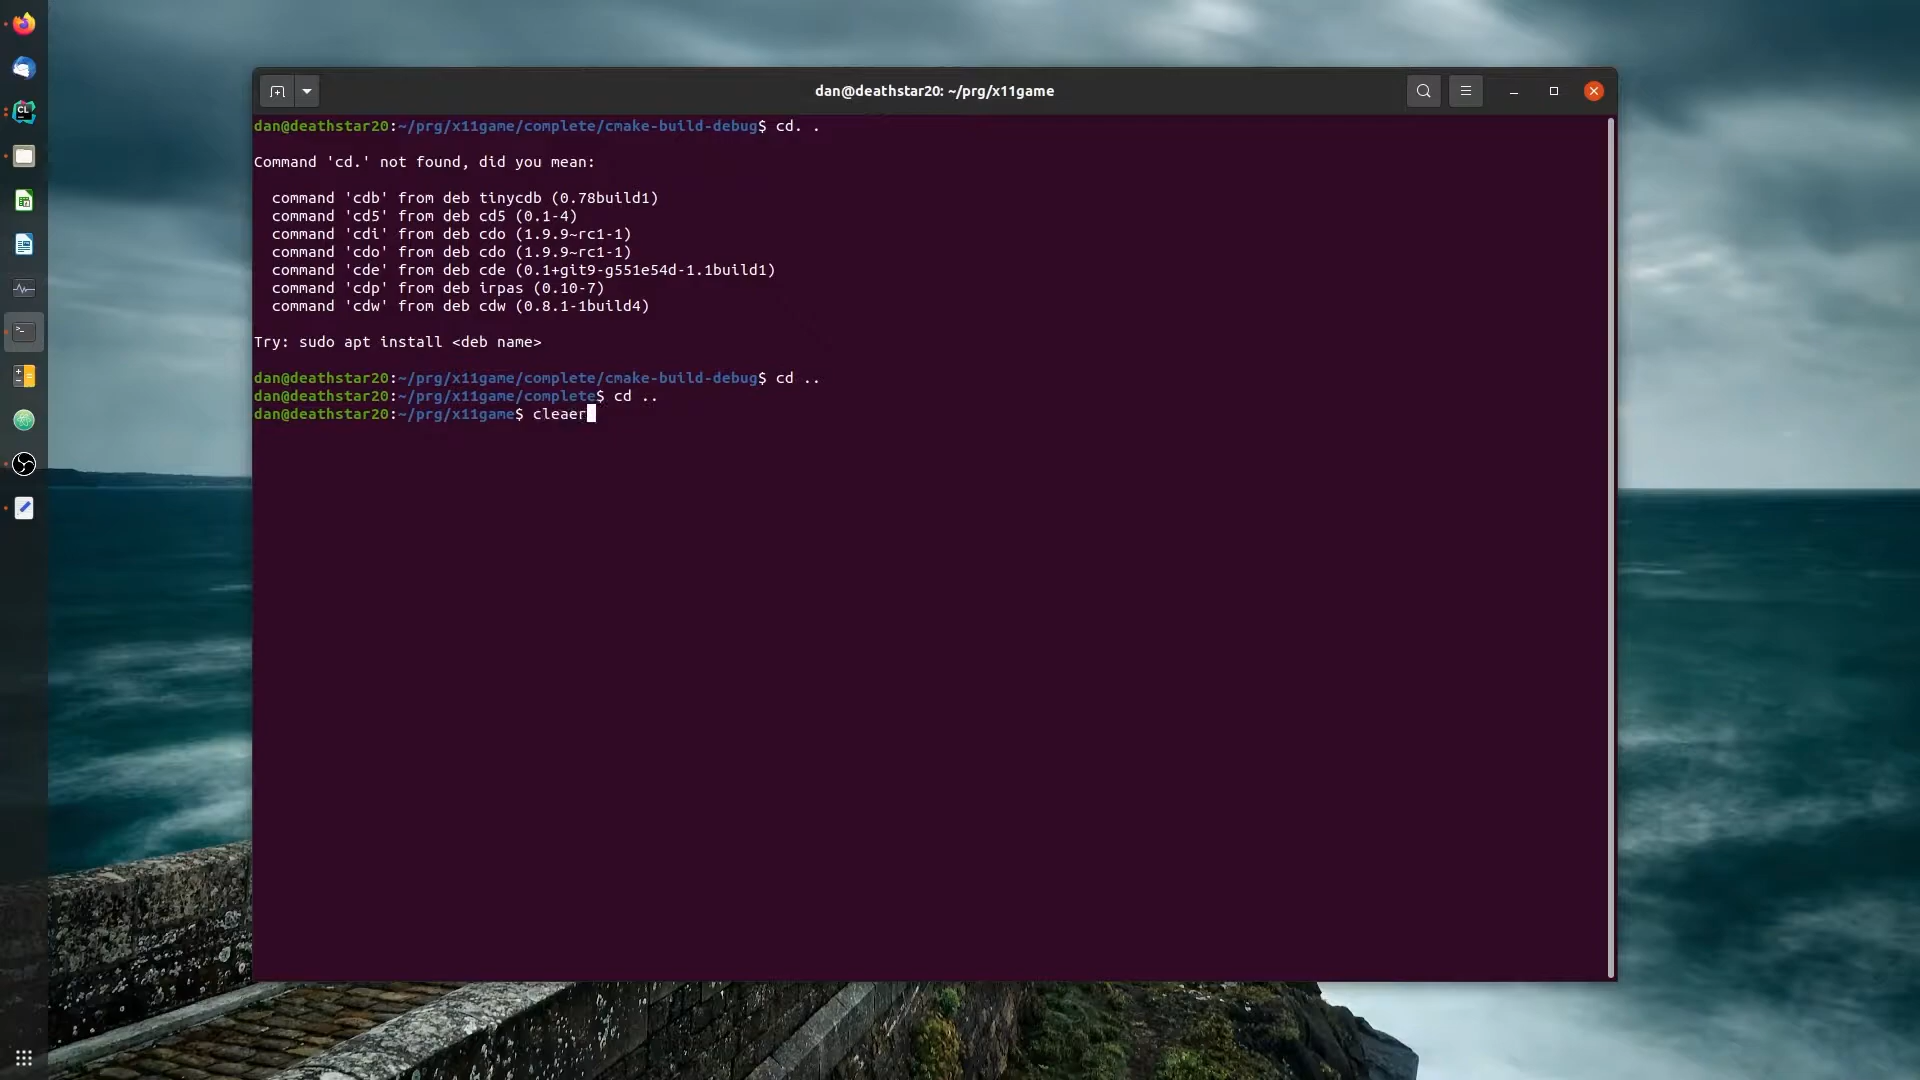 dan@deathstar20: ~/prg/x11game
dan@deathstar20:~/prg/x11game/complete/cmake-build-debug$ cd. .
Command 'cd.' not found, did you mean:
command 'cdb' from deb tinycdb (0.78build1)
command 'cd5' from deb cd5 (0.1-4)
command 'cdi' from deb cdo (1.9.9~rc1-1)
command 'cdo' from deb cdo (1.9.9~rc1-1)
command 'cde' from deb cde (0.1+git9-g551e54d-1.1build1)
command 'cdp' from deb irpas (0.10-7)
command 'cdw' from deb cdw (0.8.1-1build4)
Try: sudo apt install <deb name>
dan@deathstar20:~/prg/x11game/complete/cmake-build-debug$ cd ..
dan@deathstar20:~/prg/x11game/complete$ cd ..
dan@deathstar20:~/prg/x11game$ cleaer
CL